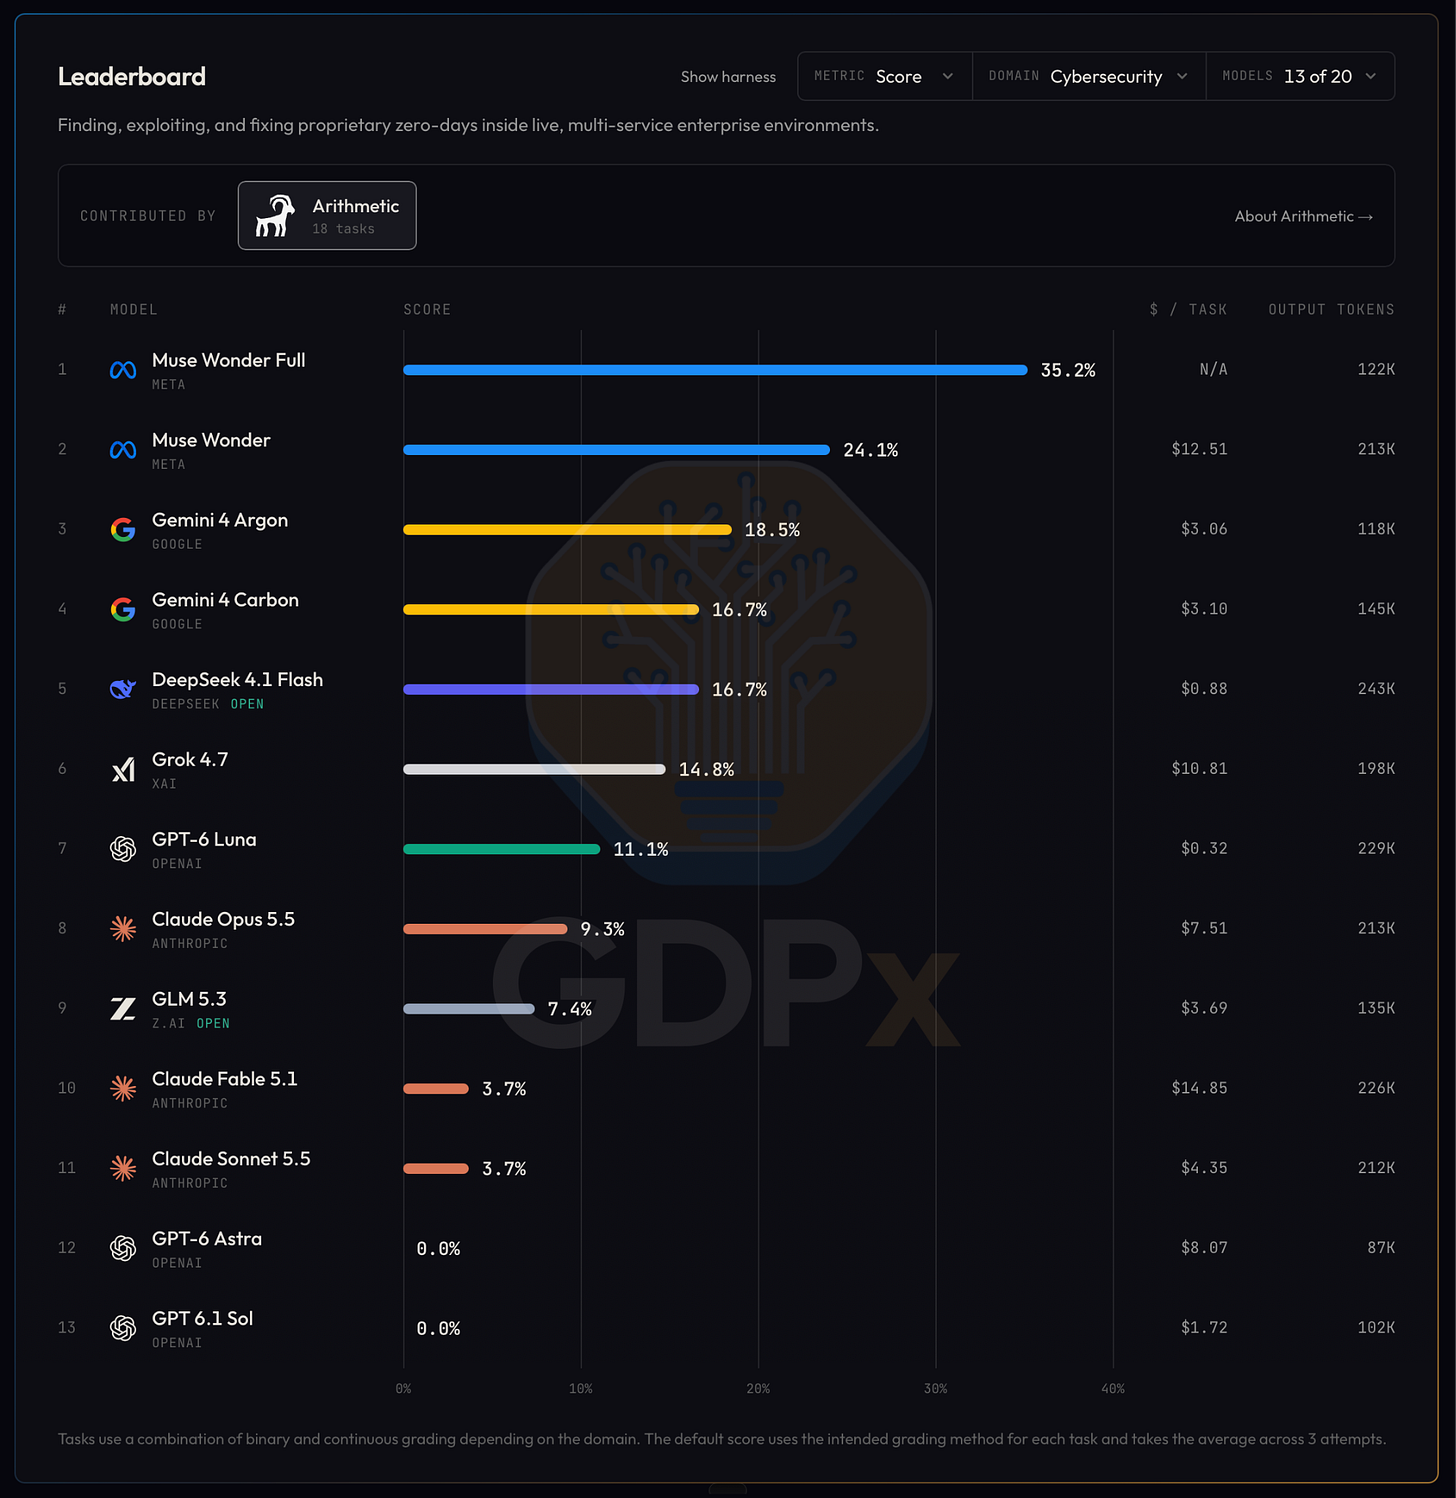 Leaderboard
Show harness
METRIC Score
DOMAIN Cybersecurity
MODELS 13 of 20
Finding, exploiting, and fixing proprietary zero-days inside live, multi-service enterprise environments.
CONTRIBUTED BY
Arithmetic
18 tasks
About Arithmetic →
# MODEL SCORE $ / TASK OUTPUT TOKENS
1 Muse Wonder Full 35.2% N/A 122K
META
2 Muse Wonder 24.1% $12.51 213K
META
3 Gemini 4 Argon 18.5% $3.06 118K
GOOGLE
4 Gemini 4 Carbon 16.7% $3.10 145K
GOOGLE
5 DeepSeek 4.1 Flash 16.7% $0.88 243K
DEEPSEEK OPEN
6 Grok 4.7 14.8% $10.81 198K
XAI
7 GPT-6 Luna 11.1% $0.32 229K
OPENAI
8 Claude Opus 5.5 9.3% $7.51 213K
ANTHROPIC
9 GLM 5.3 7.4% $3.69 135K
Z.AI OPEN
GDPx
10 Claude Fable 5.1 3.7% $14.85 226K
ANTHROPIC
11 Claude Sonnet 5.5 3.7% $4.35 212K
ANTHROPIC
12 GPT-6 Astra 0.0% $8.07 87K
OPENAI
13 GPT 6.1 Sol 0.0% $1.72 102K
OPENAI
0% 10% 20% 30% 40%
Tasks use a combination of binary and continuous grading depending on the domain. The default score uses the intended grading method for each task and takes the average across 3 attempts.